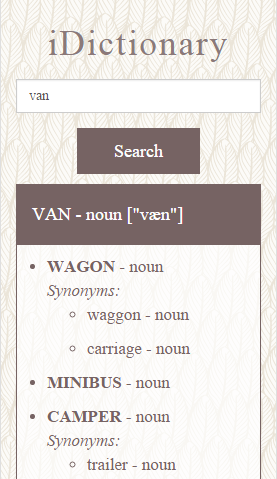 iDictionary
van
Search
VAN - noun ["væn"]
WAGON - noun
Synonyms:
waggon - noun
carriage - noun
MINIBUS - noun
CAMPER - noun
Synonyms:
trailer - noun